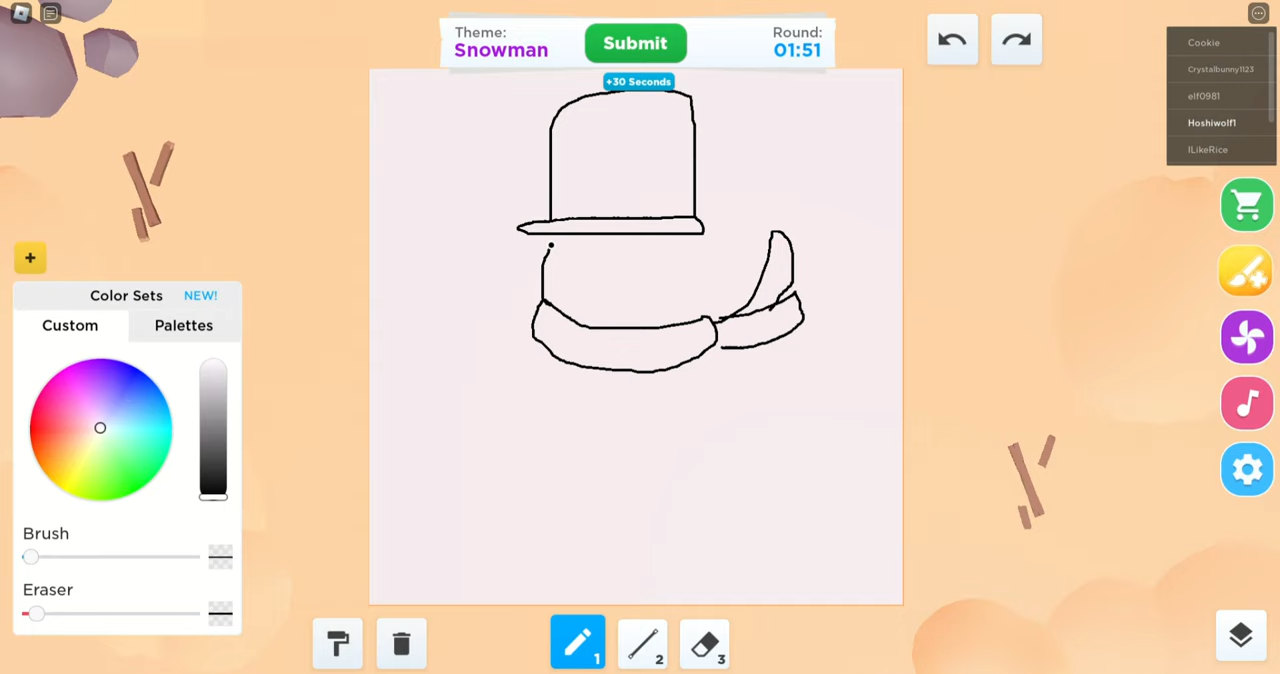 Theme:
Snowman
Submit
Round:
01:51
+30 Seconds
Cookie
Crystalbunny1123
elf0981
Hoshiwolf1
ILikeRice
+
Color Sets NEW!
Custom Palettes
Brush
Eraser
1
2
3